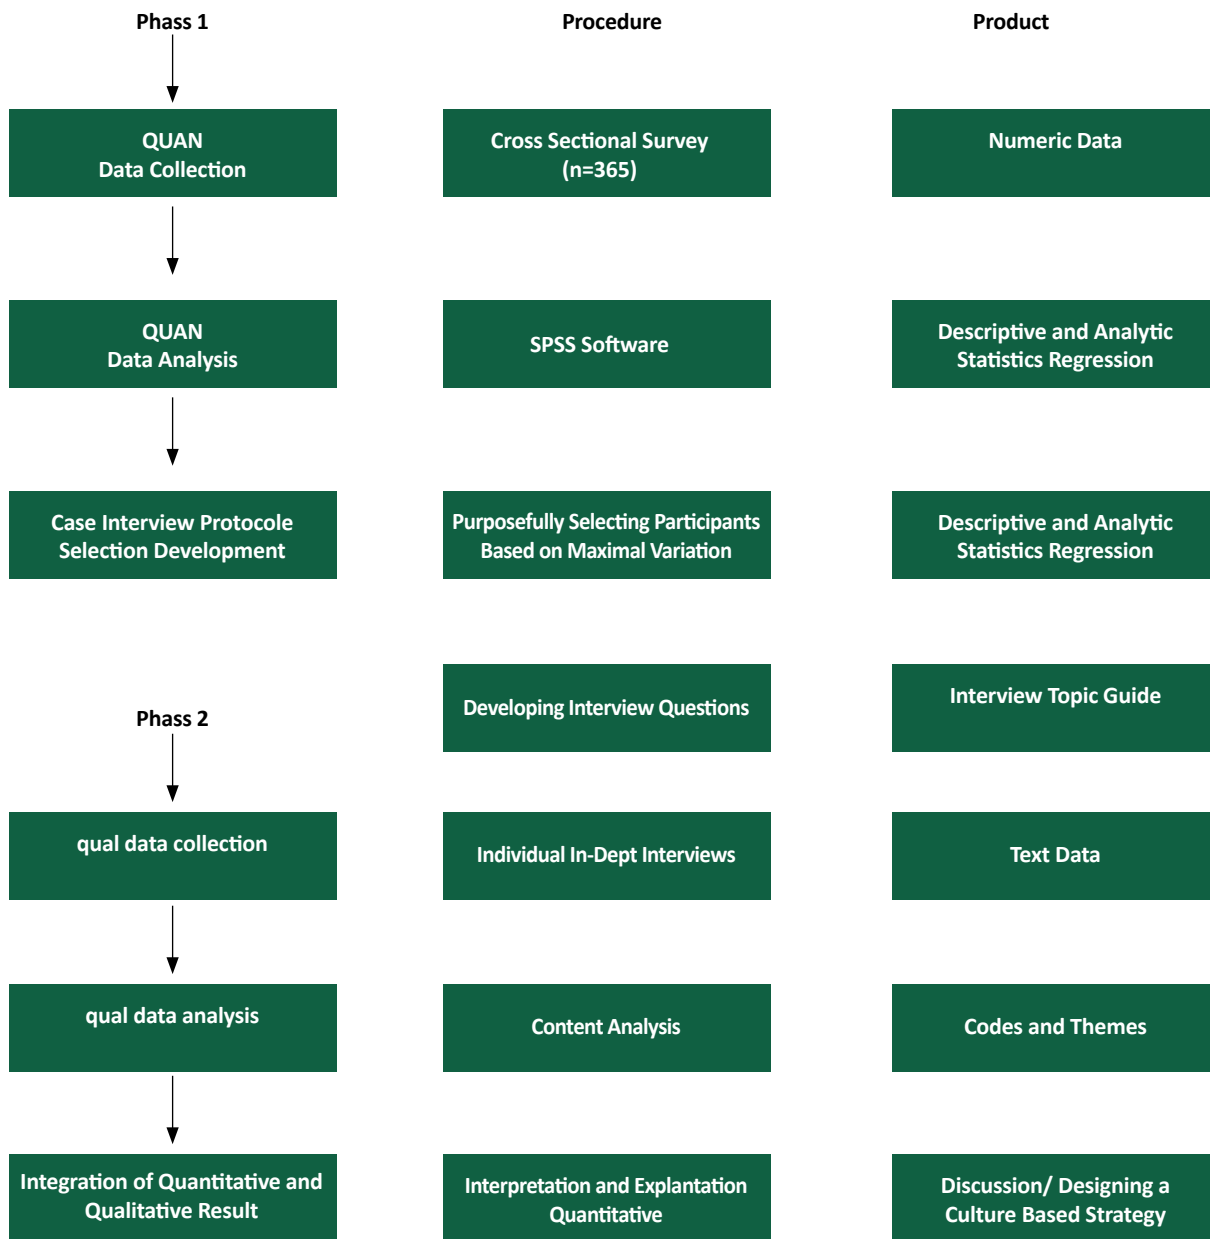 Phass 1
Procedure
Product
QUAN
Data Collection
Cross Sectional Survey
(n=365)
Numeric Data
QUAN
Data Analysis
SPSS Software
Descriptive and Analytic
Statistics Regression
Case Interview Protocole
Selection Development
Purposefully Selecting Participants
Based on Maximal Variation
Descriptive and Analytic
Statistics Regression
Developing Interview Questions
Interview Topic Guide
Phass 2
qual data collection
Individual In-Dept Interviews
Text Data
qual data analysis
Content Analysis
Codes and Themes
Integration of Quantitative and
Qualitative Result
Interpretation and Explantation
Quantitative
Discussion/ Designing a
Culture Based Strategy